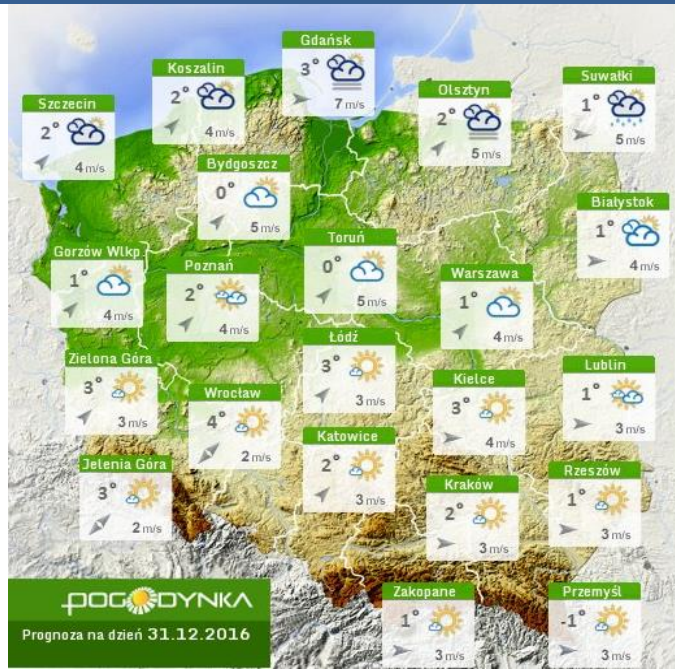 Gdańsk
3°
7 m/s
Koszalin
2°
4 m/s
Suwałki
1°
5 m/s
Olsztyn
2°
5 m/s
Szczecin
2°
4 m/s
Bydgoszcz
0°
5 m/s
Białystok
1°
4 m/s
Toruń
0°
5 m/s
Gorzów Wlkp
1°
4 m/s
Poznań
2°
4 m/s
Warszawa
1°
4 m/s
Łódź
3°
3 m/s
Zielona Góra
3°
3 m/s
Lublin
1°
3 m/s
Kielce
3°
4 m/s
Wrocław
4°
2 m/s
Katowice
2°
3 m/s
Jelenia Góra
3°
2 m/s
Rzeszów
1°
3 m/s
Kraków
2°
3 m/s
Zakopane
1°
3 m/s
Przemyśl
-1°
3 m/s
POGODYNKA
Prognoza na dzień 31.12.2016